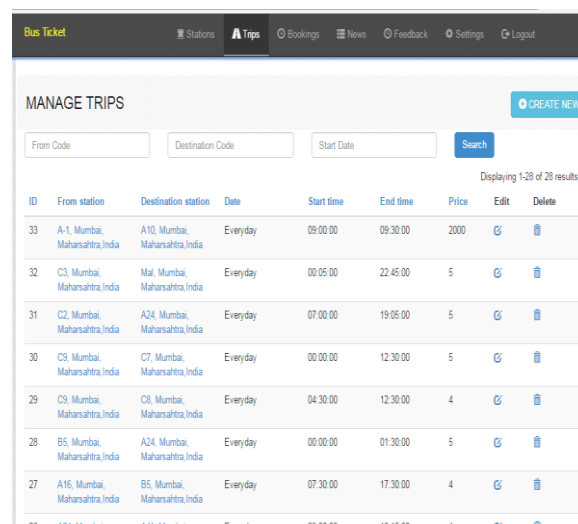 Bus Ticket Stations Trips Bookings News Feedback Settings Logout
MANAGE TRIPS CREATE NEW
From Code Destination Code Start Date Search
Displaying 1-28 of 28 results
ID From station Destination station Date Start time End time Price Edit Delete
33 A-1, Mumbai, A10, Mumbai, Everyday 09:00:00 09:30:00 2000
Maharsahtra,India Maharsahtra,India
32 C3, Mumbai, Mal, Mumbai, Everyday 00:05:00 22:45:00 5
Maharsahtra,India Maharsahtra,India
31 C2, Mumbai, A24, Mumbai, Everyday 07:00:00 19:05:00 5
Maharsahtra,India Maharsahtra,India
30 C9, Mumbai, C7, Mumbai, Everyday 00:00:00 12:30:00 5
Maharsahtra,India Maharsahtra,India
29 C9, Mumbai, C8, Mumbai, Everyday 04:30:00 12:30:00 4
Maharsahtra,India Maharsahtra,India
28 B5, Mumbai, A24, Mumbai, Everyday 00:00:00 01:30:00 5
Maharsahtra,India Maharsahtra,India
27 A16, Mumbai, B5, Mumbai, Everyday 07:30:00 17:30:00 4
Maharsahtra,India Maharsahtra,India